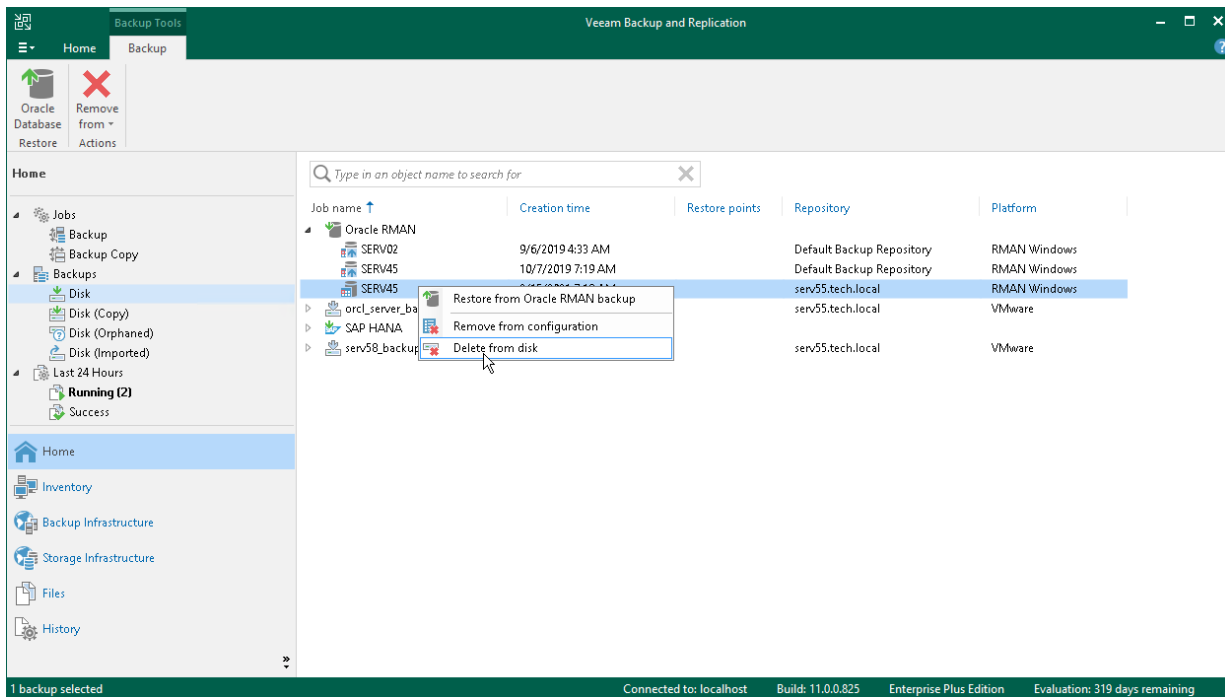 Backup Tools
Veeam Backup and Replication
Home Backup
Oracle Database
Remove from
Restore Actions
Home
Type in an object name to search for
Job name Creation time Restore points Repository Platform
Jobs
Backup
Backup Copy
Backups
Disk
Disk (Copy)
Disk (Orphaned)
Disk (Imported)
Last 24 Hours
Running (2)
Success
Oracle RMAN
SERV02 9/6/2019 4:33 AM Default Backup Repository RMAN Windows
SERV45 10/7/2019 7:19 AM Default Backup Repository RMAN Windows
SERV45 serv55.tech.local RMAN Windows
orcl_server_ba serv55.tech.local VMware
SAP HANA
serv58_backup serv55.tech.local VMware
Restore from Oracle RMAN backup
Remove from configuration
Delete from disk
Home
Inventory
Backup Infrastructure
Storage Infrastructure
Files
History
1 backup selected Connected to: localhost Build: 11.0.0.825 Enterprise Plus Edition Evaluation: 319 days remaining